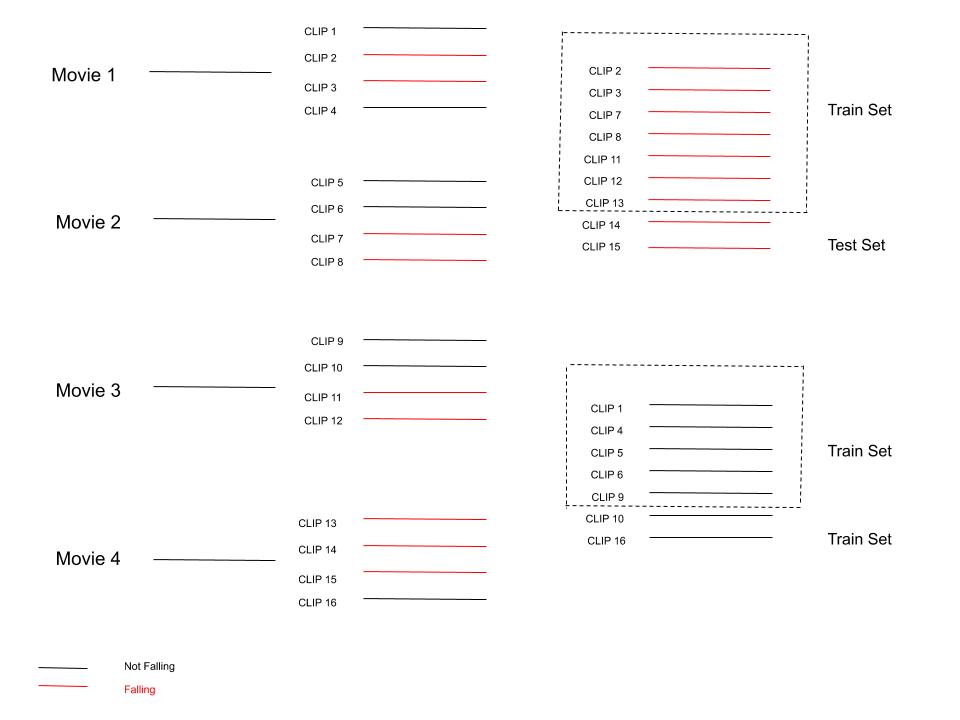 Movie 1
CLIP 1
CLIP 2
CLIP 3
CLIP 4
Movie 2
CLIP 5
CLIP 6
CLIP 7
CLIP 8
Movie 3
CLIP 9
CLIP 10
CLIP 11
CLIP 12
Movie 4
CLIP 13
CLIP 14
CLIP 15
CLIP 16
Not Falling
Falling
CLIP 2
CLIP 3
CLIP 7
CLIP 8
CLIP 11
CLIP 12
CLIP 13
Train Set
CLIP 14
CLIP 15
Test Set
CLIP 1
CLIP 4
CLIP 5
CLIP 6
CLIP 9
Train Set
CLIP 10
CLIP 16
Train Set